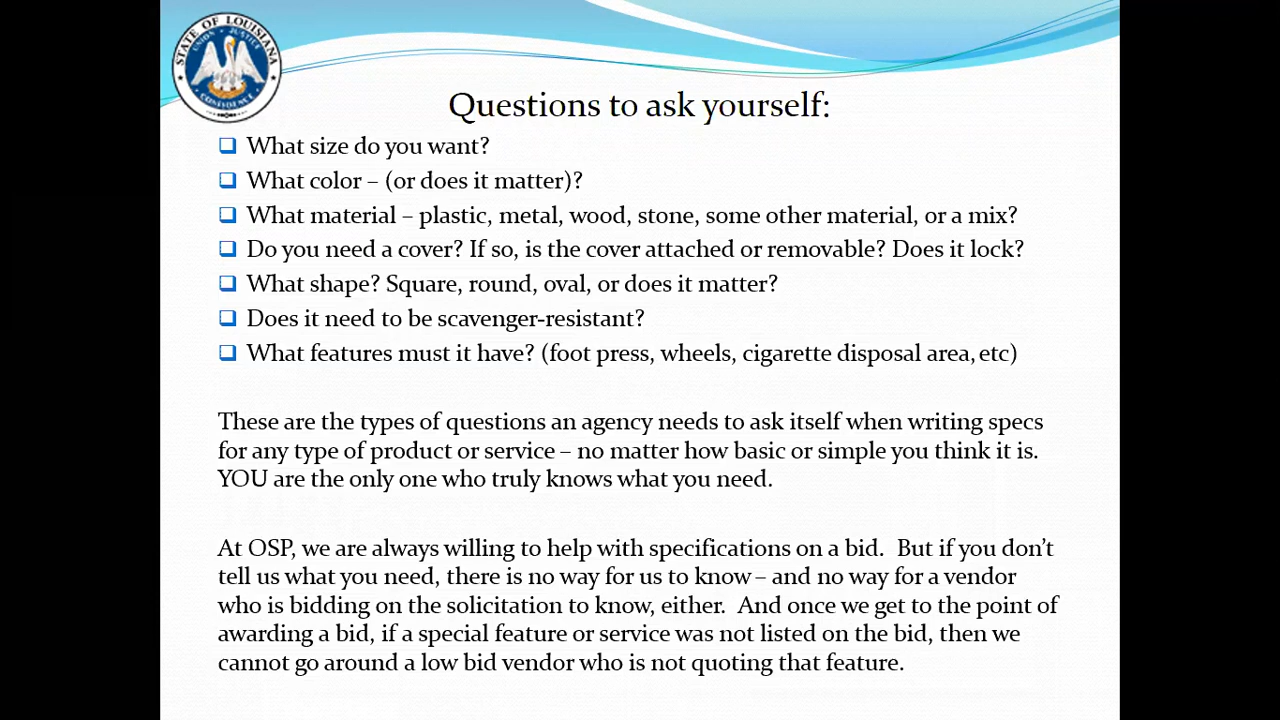 STATE OF LOUISIANA
UNION JUSTICE
CONFIDENCE
Questions to ask yourself:
❑ What size do you want?
❑ What color – (or does it matter)?
❑ What material – plastic, metal, wood, stone, some other material, or a mix?
❑ Do you need a cover? If so, is the cover attached or removable? Does it lock?
❑ What shape? Square, round, oval, or does it matter?
❑ Does it need to be scavenger-resistant?
❑ What features must it have? (foot press, wheels, cigarette disposal area, etc)
These are the types of questions an agency needs to ask itself when writing specs
for any type of product or service – no matter how basic or simple you think it is.
YOU are the only one who truly knows what you need.
At OSP, we are always willing to help with specifications on a bid.  But if you don't
tell us what you need, there is no way for us to know – and no way for a vendor
who is bidding on the solicitation to know, either.  And once we get to the point of
awarding a bid, if a special feature or service was not listed on the bid, then we
cannot go around a low bid vendor who is not quoting that feature.